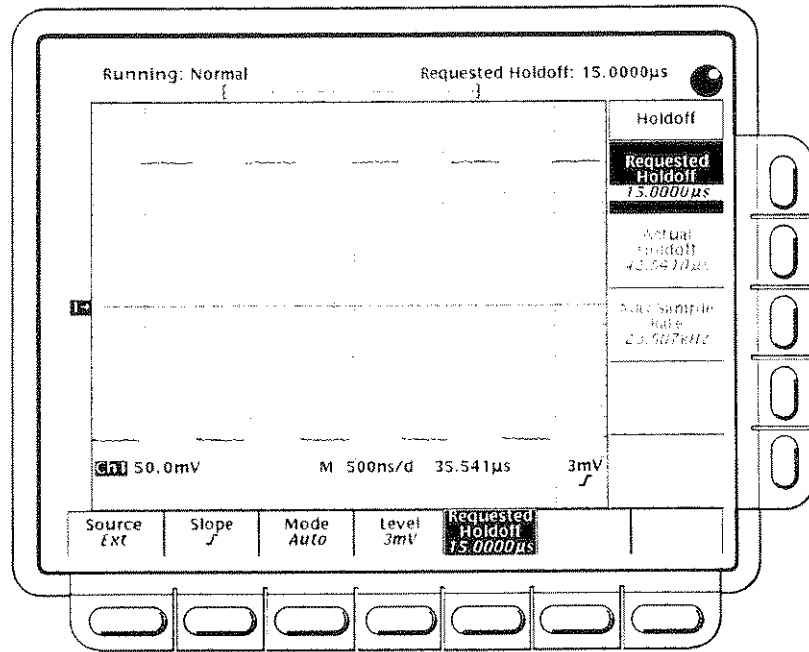 Running: Normal
Requested Holdoff: 15.0000µs
Holdoff
Requested
Holdoff
15.0000µs
Actual
Holdoff
Max Sample
Rate
1→
Ch1 50.0mV
M 500ns/d 35.541µs
3mV
Source
Ext
Slope
Mode
Auto
Level
3mV
Requested
Holdoff
15.0000µs